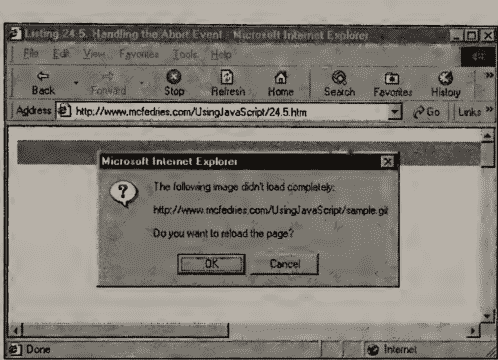 Listing 24.5. Handling the Abort Event - Microsoft Internet Explorer
File Edit View Favorites Tools Help
Back Forward Stop Refresh Home Search Favorites History
Address http://www.mcfedries.com/UsingJavaScript/24.5.htm Go Links
Microsoft Internet Explorer
The following image didn't load completely:
http://www.mcfedries.com/UsingJavaScript/sample.gif
Do you want to reload the page?
OK Cancel
Done Internet